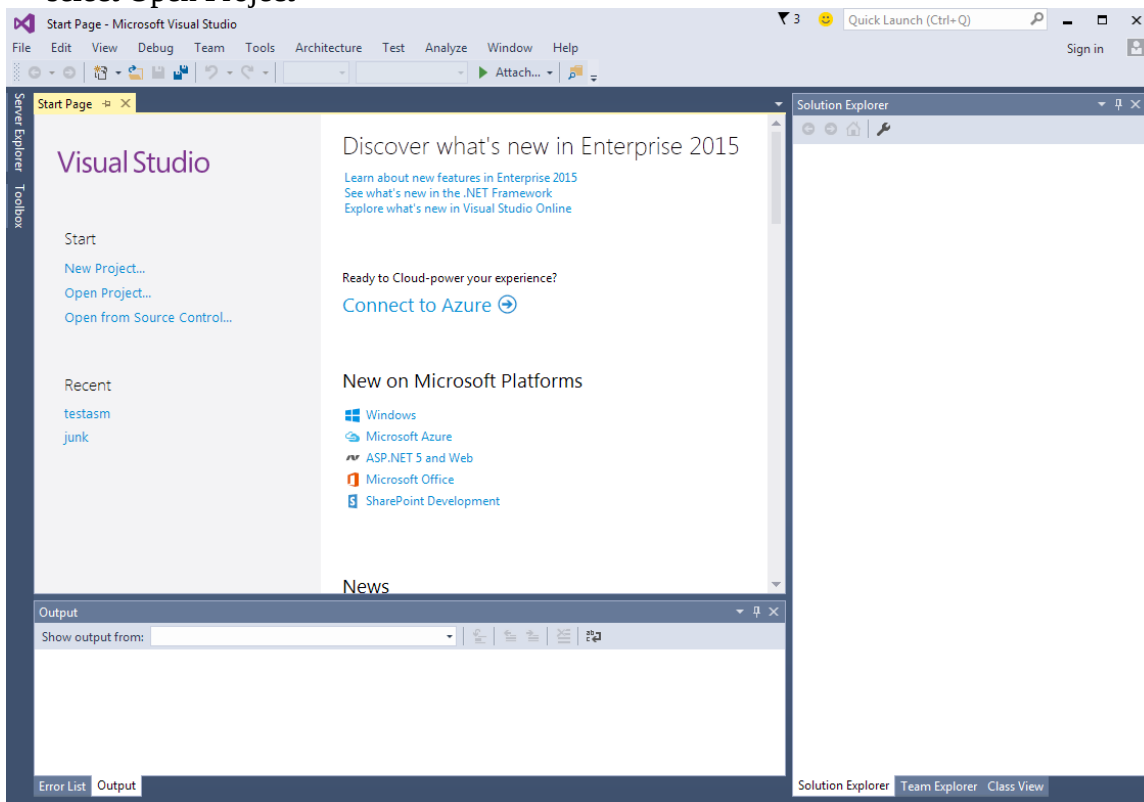 select Open Project
Start Page - Microsoft Visual Studio
3
Quick Launch (Ctrl+Q)
File Edit View Debug Team Tools Architecture Test Analyze Window Help
Sign in
Attach...
Server Explorer
Toolbox
Start Page
Visual Studio
Start
New Project...
Open Project...
Open from Source Control...
Recent
testasm
junk
Discover what's new in Enterprise 2015
Learn about new features in Enterprise 2015
See what's new in the .NET Framework
Explore what's new in Visual Studio Online
Ready to Cloud-power your experience?
Connect to Azure
New on Microsoft Platforms
Windows
Microsoft Azure
ASP.NET 5 and Web
Microsoft Office
SharePoint Development
News
Output
Show output from:
Error List Output
Solution Explorer
Solution Explorer Team Explorer Class View